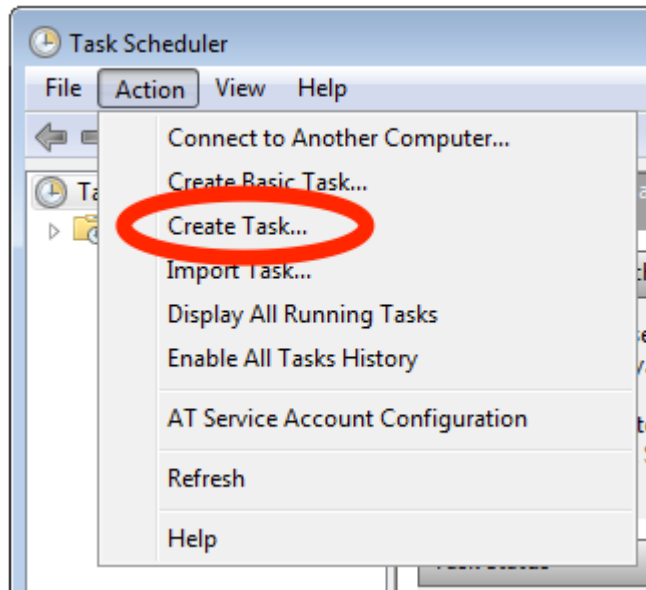 Task Scheduler
File Action View Help
Connect to Another Computer...
Create Basic Task...
Create Task...
Import Task...
Display All Running Tasks
Enable All Tasks History
AT Service Account Configuration
Refresh
Help